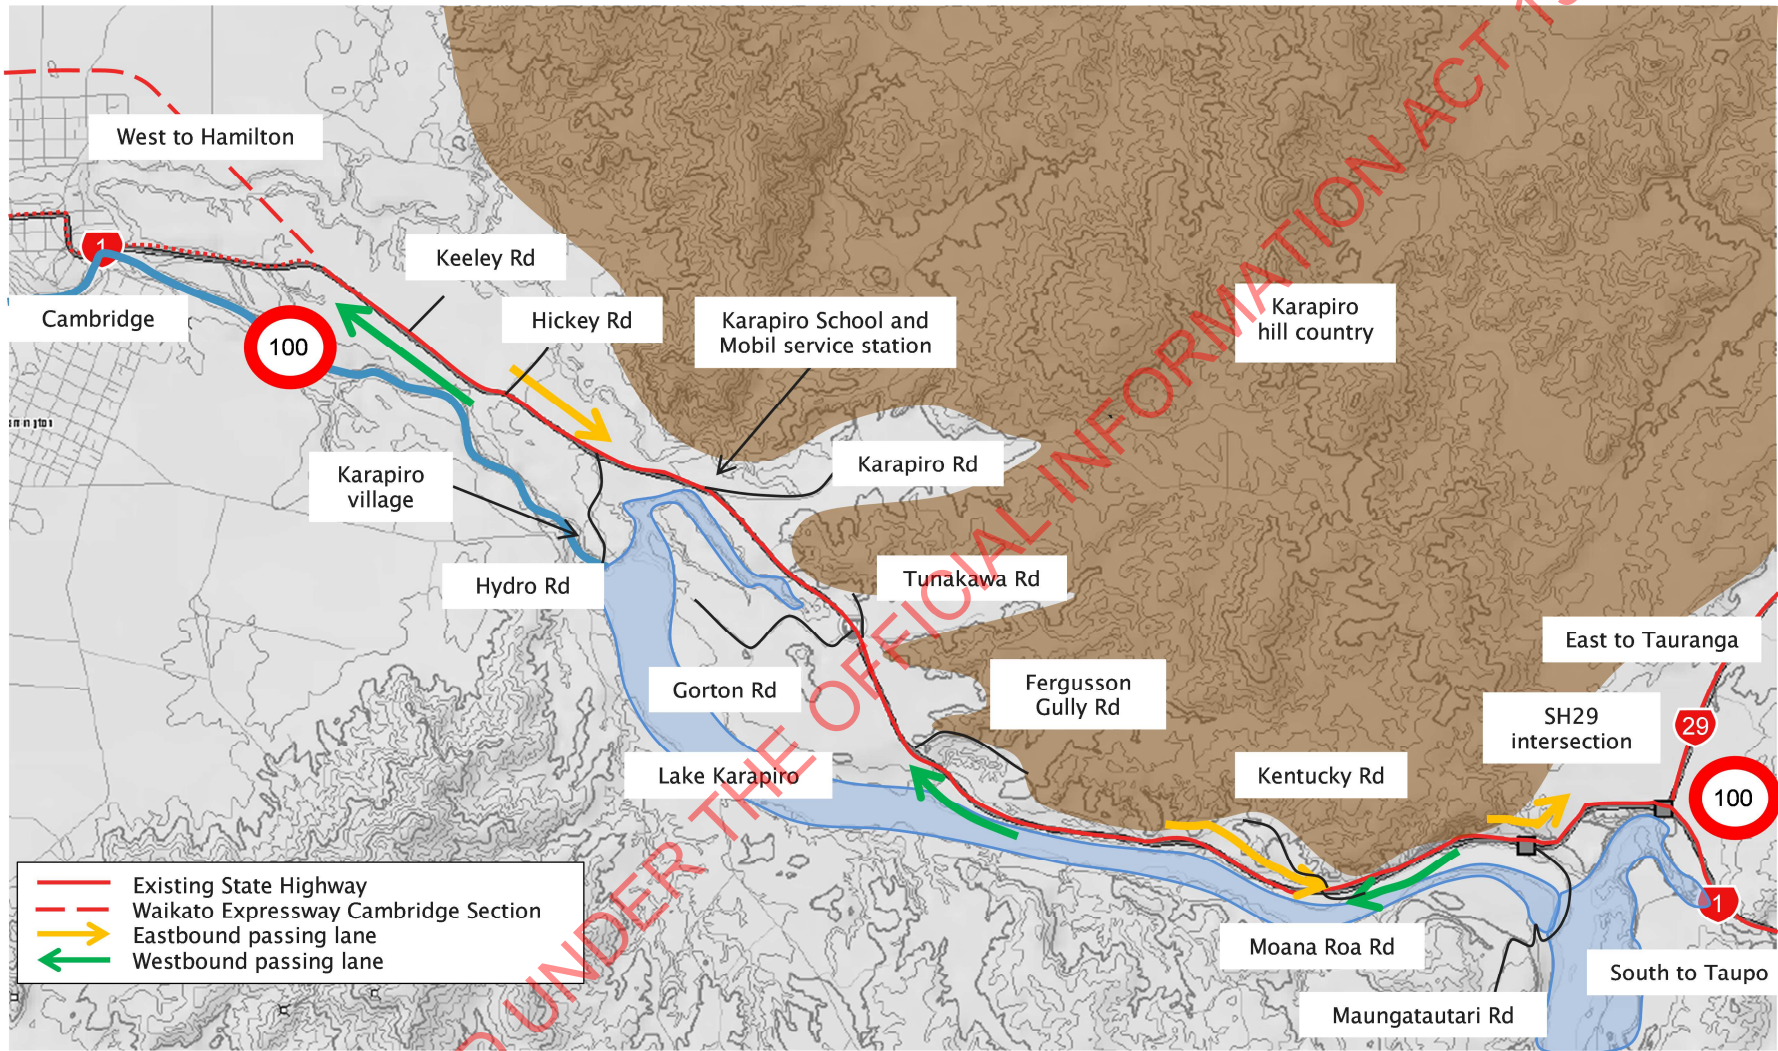 West to Hamilton
1
Keeley Rd
Cambridge
100
Hickey Rd
Karapiro School and
Mobil service station
Karapiro
hill country
Karapiro
village
Karapiro Rd
Hydro Rd
Tunakawa Rd
Gorton Rd
Fergusson
Gully Rd
East to Tauranga
SH29
intersection
29
Lake Karapiro
Kentucky Rd
100
1
Moana Roa Rd
South to Taupo
Maungatautari Rd
Existing State Highway
Waikato Expressway Cambridge Section
Eastbound passing lane
Westbound passing lane
UNDER THE OFFICIAL INFORMATION ACT